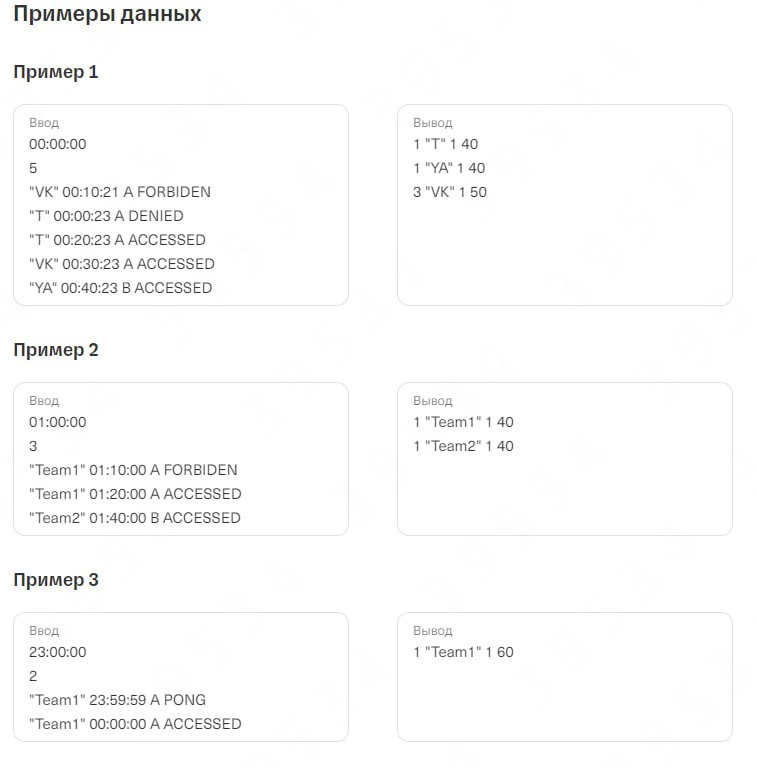 Примеры данных
Пример 1
Ввод
00:00:00
5
"VK" 00:10:21 A FORBIDEN
"T" 00:00:23 A DENIED
"T" 00:20:23 A ACCESSED
"VK" 00:30:23 A ACCESSED
"YA" 00:40:23 B ACCESSED
Вывод
1 "T" 1 40
1 "YA" 1 40
3 "VK" 1 50
Пример 2
Ввод
01:00:00
3
"Team1" 01:10:00 A FORBIDEN
"Team1" 01:20:00 A ACCESSED
"Team2" 01:40:00 B ACCESSED
Вывод
1 "Team1" 1 40
1 "Team2" 1 40
Пример 3
Ввод
23:00:00
2
"Team1" 23:59:59 A PONG
"Team1" 00:00:00 A ACCESSED
Вывод
1 "Team1" 1 60